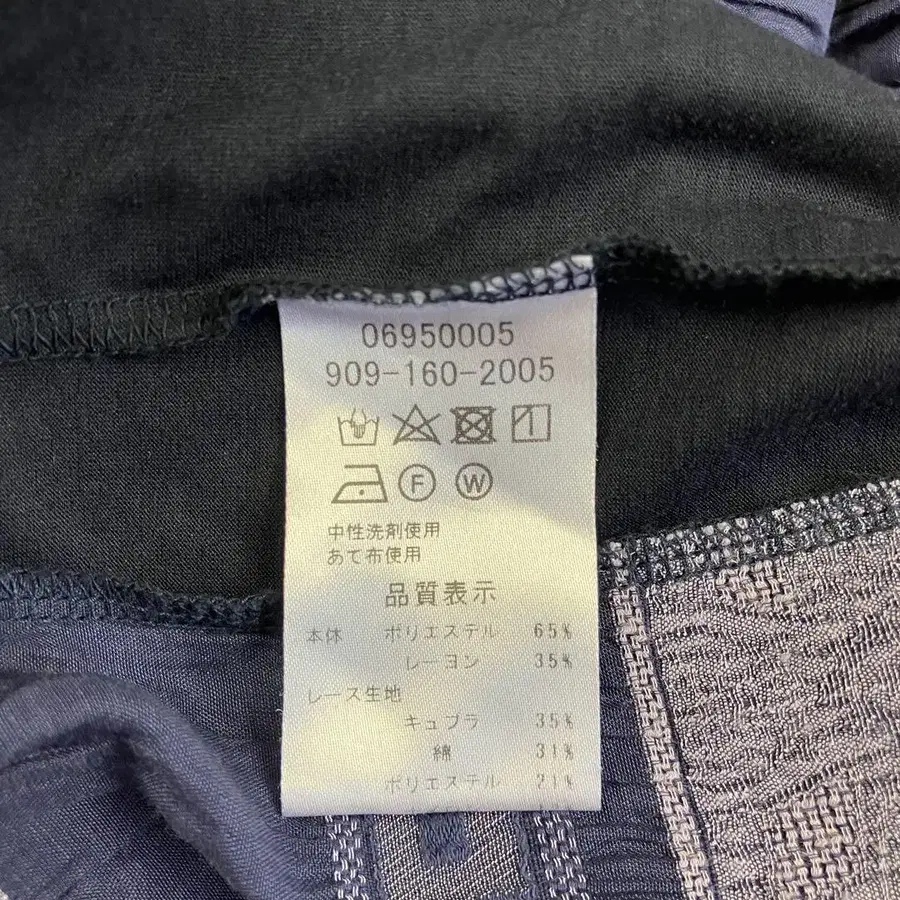 06950005
909-160-2005
F W
中性洗剤使用
あて布使用
品質表示
本体 ポリエステル 65%
レーヨン 35%
レース生地
キュプラ 35%
綿 31%
ポリエステル 21%